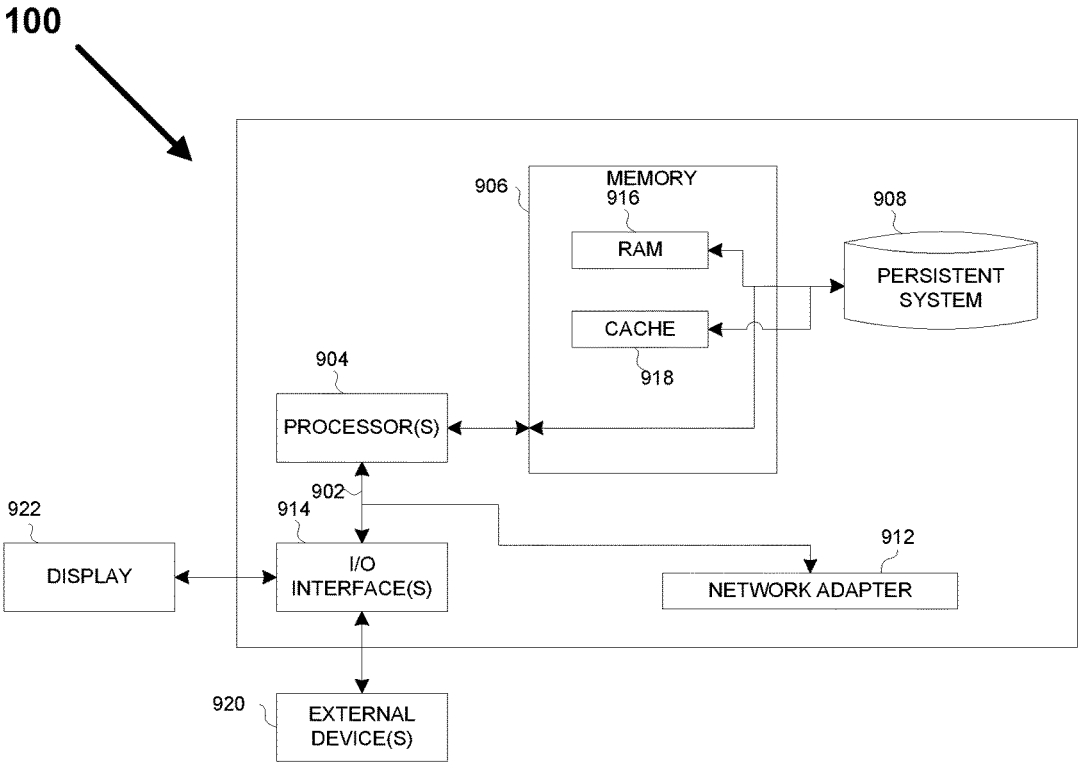 100
906
MEMORY
916
RAM
CACHE
918
908
PERSISTENT
SYSTEM
904
PROCESSOR(S)
902
922
DISPLAY
914
I/O
INTERFACE(S)
912
NETWORK ADAPTER
920
EXTERNAL
DEVICE(S)